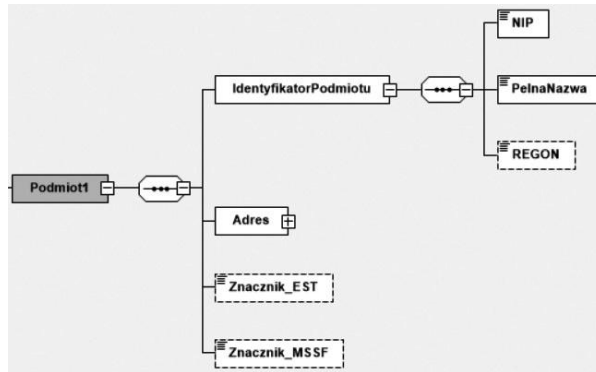 NIP
IdentyfikatorPodmiotu
PelnaNazwa
REGON
Podmiot1
Adres
Znacznik_EST
Znacznik_MSSF